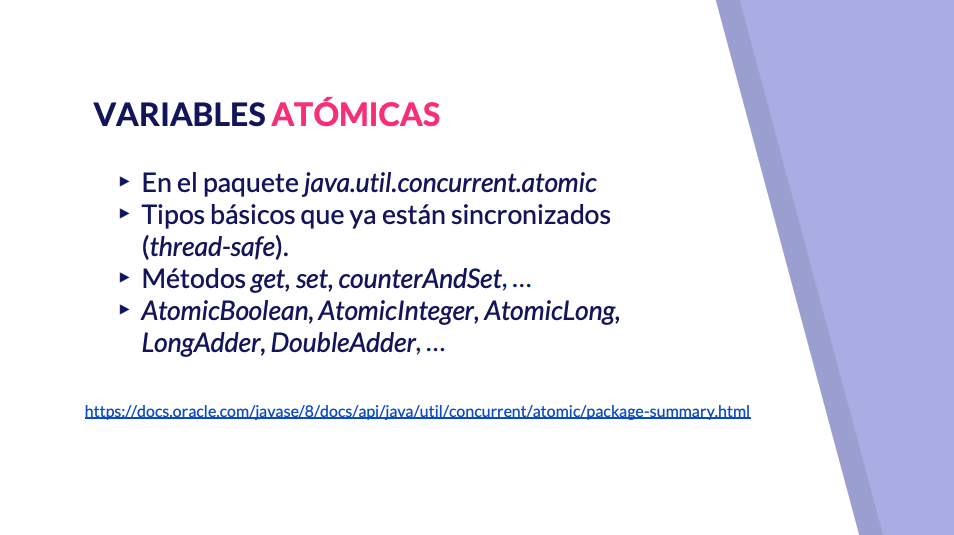 VARIABLES ATÓMICAS
▸ En el paquete java.util.concurrent.atomic
▸ Tipos básicos que ya están sincronizados
(thread-safe).
▸ Métodos get, set, counterAndSet, …
▸ AtomicBoolean, AtomicInteger, AtomicLong,
LongAdder, DoubleAdder, …
https://docs.oracle.com/javase/8/docs/api/java/util/concurrent/atomic/package-summary.html